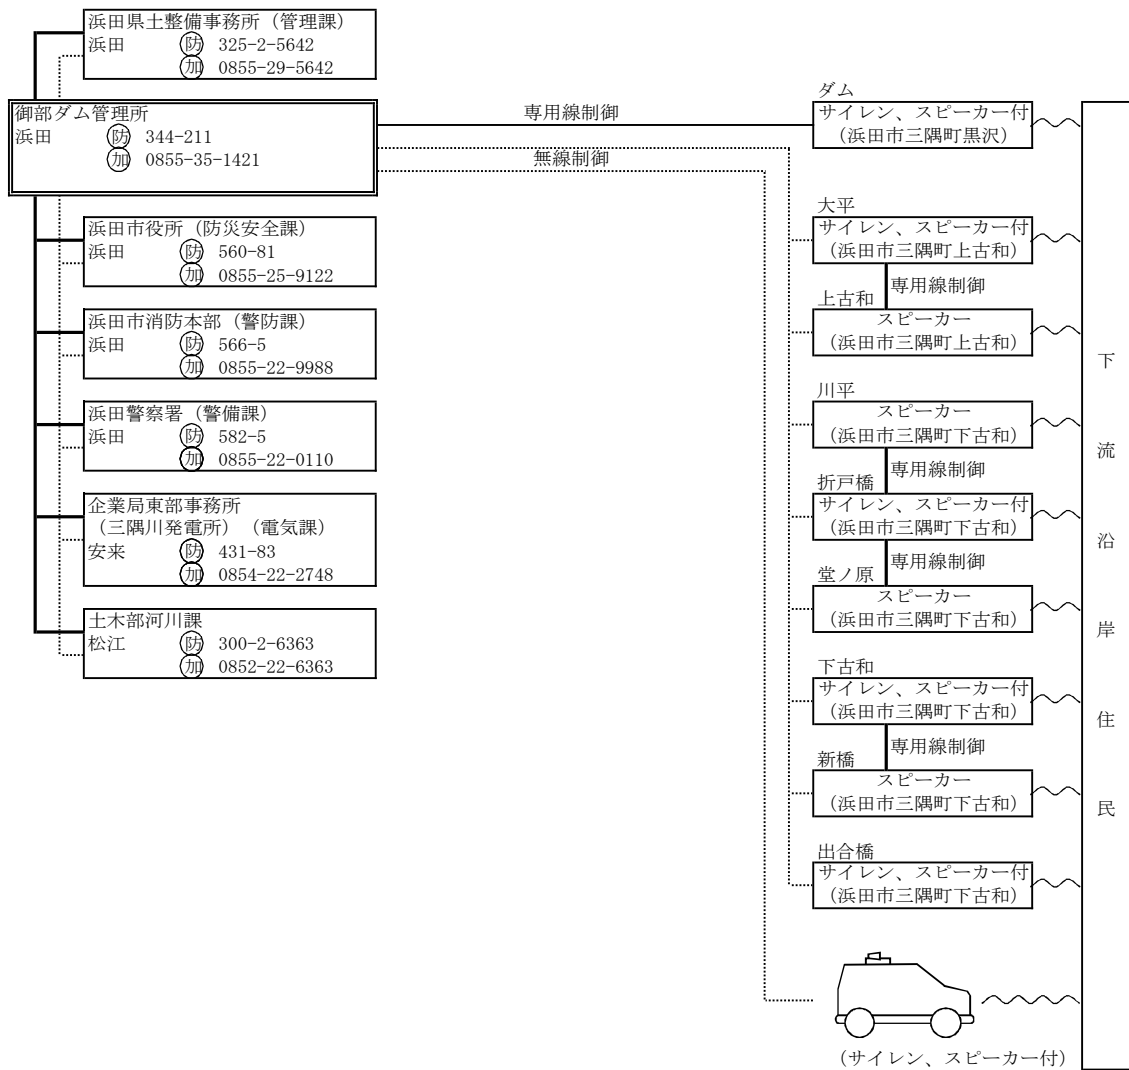 浜田県土整備事務所（管理課）
浜田 防 325-2-5642
加 0855-29-5642
御部ダム管理所
浜田 防 344-211
加 0855-35-1421
浜田市役所（防災安全課）
浜田 防 560-81
加 0855-25-9122
浜田市消防本部（警防課）
浜田 防 566-5
加 0855-22-9988
浜田警察署（警備課）
浜田 防 582-5
加 0855-22-0110
企業局東部事務所
（三隅川発電所）（電気課）
安来 防 431-83
加 0854-22-2748
土木部河川課
松江 防 300-2-6363
加 0852-22-6363
専用線制御
無線制御
ダム
サイレン、スピーカー付
（浜田市三隅町黒沢）
大平
サイレン、スピーカー付
（浜田市三隅町上古和）
専用線制御
上古和
スピーカー
（浜田市三隅町上古和）
川平
スピーカー
（浜田市三隅町下古和）
専用線制御
折戸橋
サイレン、スピーカー付
（浜田市三隅町下古和）
専用線制御
堂ノ原
スピーカー
（浜田市三隅町下古和）
下古和
サイレン、スピーカー付
（浜田市三隅町下古和）
専用線制御
新橋
スピーカー
（浜田市三隅町下古和）
出合橋
サイレン、スピーカー付
（浜田市三隅町下古和）
（サイレン、スピーカー付）
下流沿岸住民